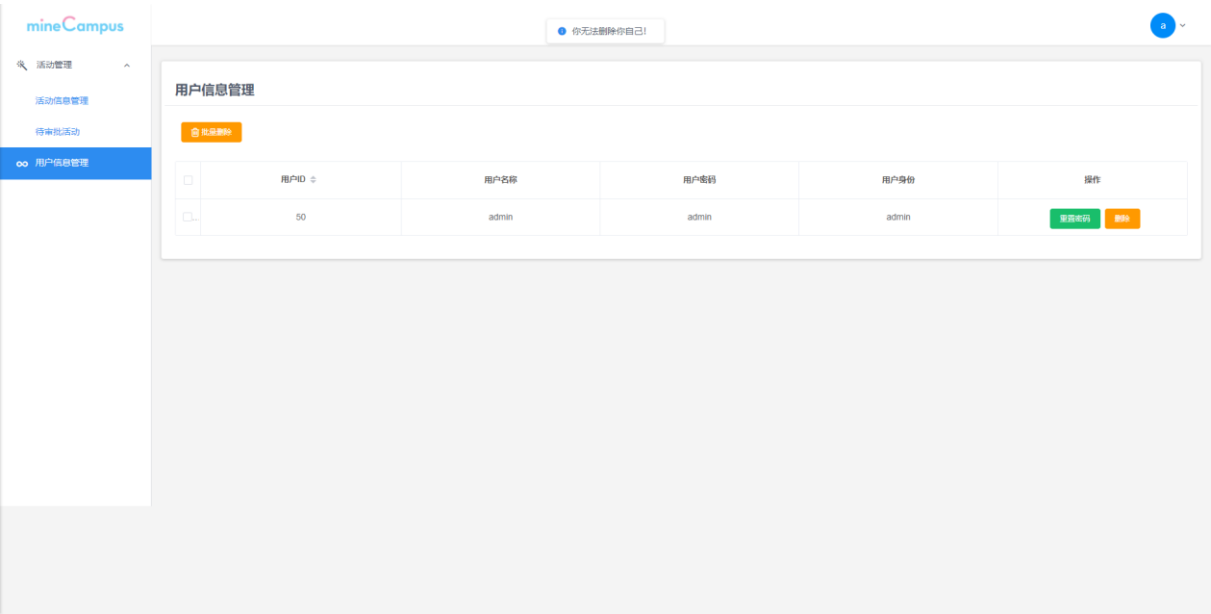 mineCampus
你无法删除你自己!
a
活动管理
活动信息管理
待审批活动
用户信息管理
用户信息管理
批量删除
用户ID 用户名称 用户密码 用户身份 操作
50 admin admin admin 重置密码 删除